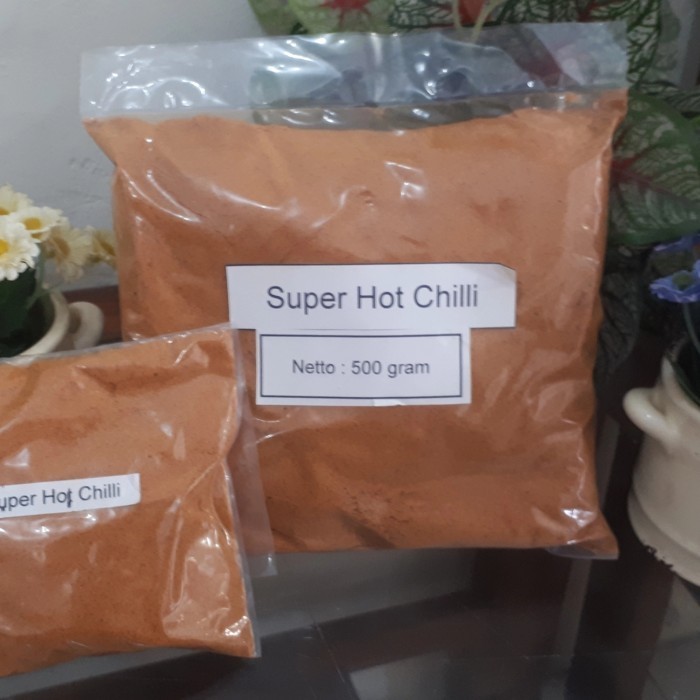 Super Hot Chilli
Netto : 500 gram
uper Hot Chilli